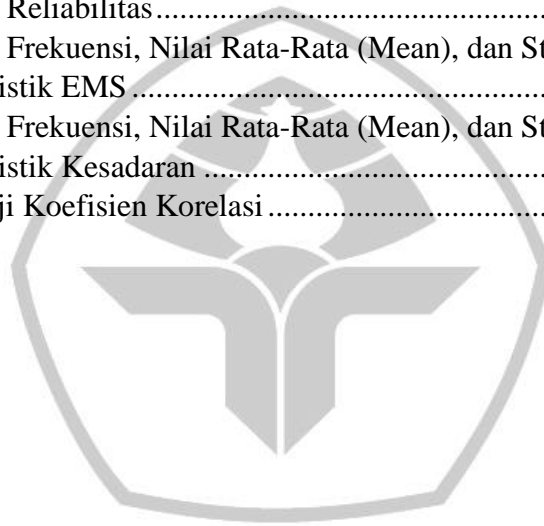 Reliabilitas..............................................
Frekuensi, Nilai Rata-Rata (Mean), dan St
istik EMS.................................................
Frekuensi, Nilai Rata-Rata (Mean), dan St
istik Kesadaran........................................
ji Koefisien Korelasi.................................